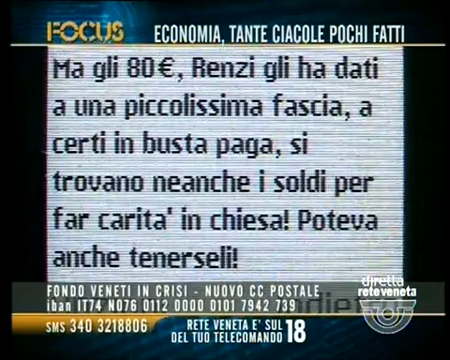 FOCUS
ECONOMIA, TANTE CIACOLE POCHI FATTI
Ma gli 80€, Renzi gli ha dati
a una piccolissima fascia, a
certi in busta paga, si
trovano neanche i soldi per
far carita' in chiesa! Poteva
anche tenerseli!
diretta
reteveneta
FONDO VENETI IN CRISI - NUOVO CC POSTALE
iban IT74 N076 0112 0000 0101 7942 739
SMS 340 3218806
RETE VENETA E' SUL
DEL TUO TELECOMANDO
18